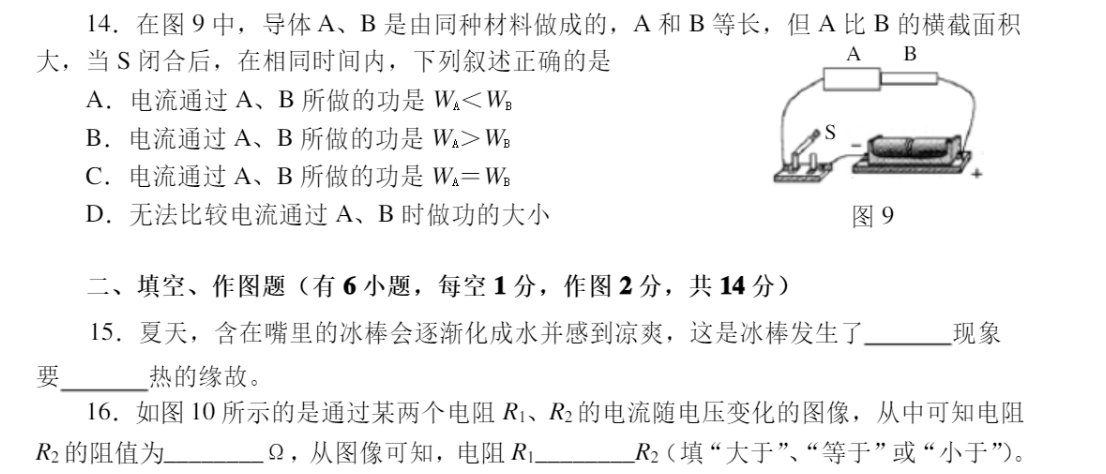 14．在图 9 中，导体 A、B 是由同种材料做成的，A 和 B 等长，但 A 比 B 的横截面积
大，当 S 闭合后，在相同时间内，下列叙述正确的是
A B
A．电流通过 A、B 所做的功是 WA＜WB
B．电流通过 A、B 所做的功是 WA＞WB
S
－
C．电流通过 A、B 所做的功是 WA＝WB
+
D．无法比较电流通过 A、B 时做功的大小
图 9
二、填空、作图题（有 6 小题，每空 1 分，作图 2 分，共 14 分）
15．夏天，含在嘴里的冰棒会逐渐化成水并感到凉爽，这是冰棒发生了_______现象
要_______热的缘故。
16．如图 10 所示的是通过某两个电阻 R1、R2 的电流随电压变化的图像，从中可知电阻
R2 的阻值为________Ω，从图像可知，电阻 R1________R2（填“大于”、“等于”或“小于”）。